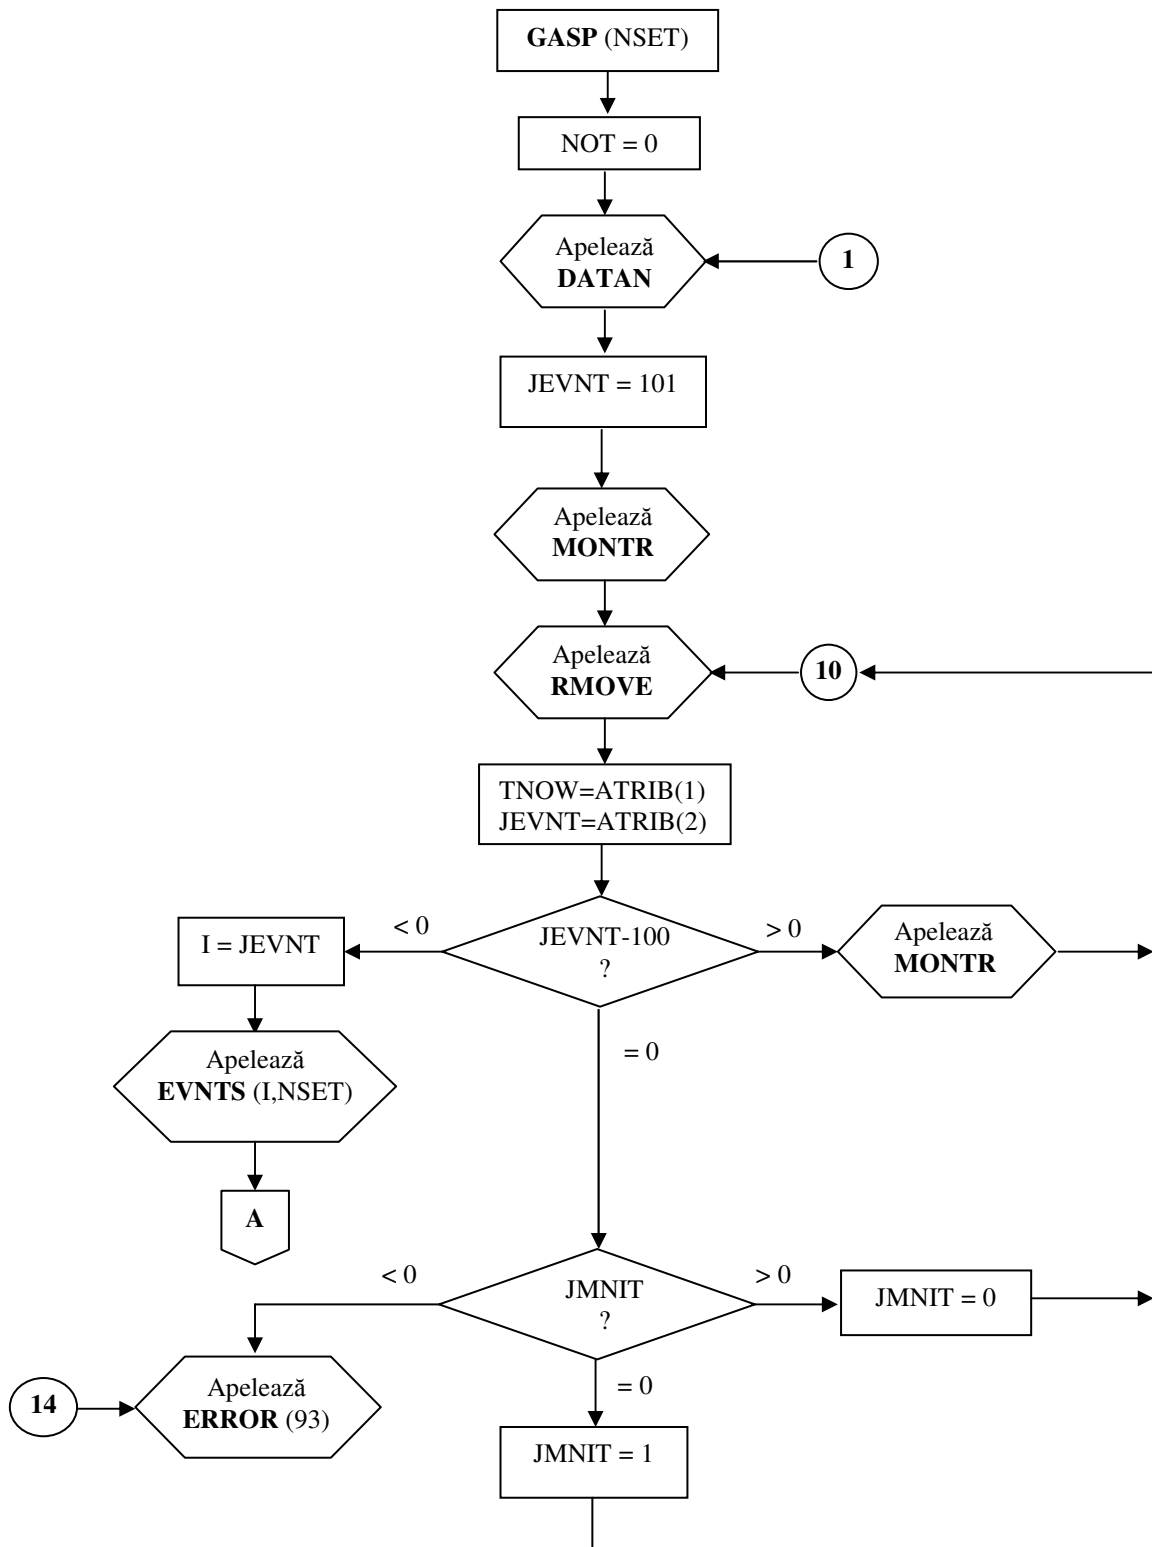 GASP (NSET)
NOT = 0
Apelează
DATAN
1
JEVNT = 101
Apelează
MONTR
Apelează
RMOVE
10
TNOW=ATRIB(1)
JEVNT=ATRIB(2)
I = JEVNT
< 0
JEVNT-100
?
> 0
Apelează
MONTR
= 0
Apelează
EVNTS (I,NSET)
A
< 0
JMNIT
?
> 0
JMNIT = 0
14
Apelează
ERROR (93)
= 0
JMNIT = 1